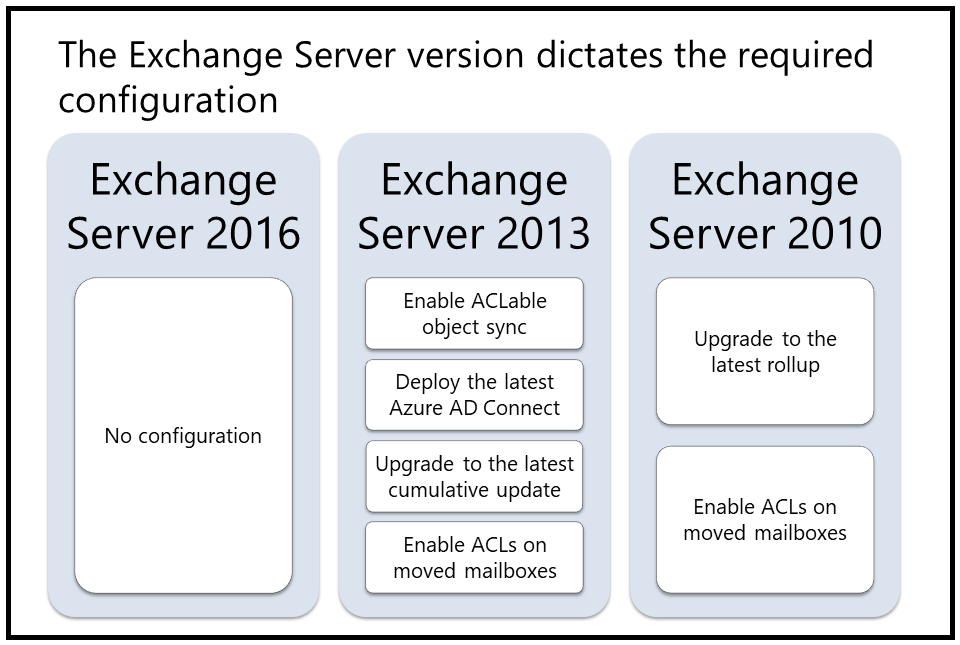 The Exchange Server version dictates the required
configuration
Exchange
Server 2016
No configuration
Exchange
Server 2013
Enable ACLable
object sync
Deploy the latest
Azure AD Connect
Upgrade to the latest
cumulative update
Enable ACLs on
moved mailboxes
Exchange
Server 2010
Upgrade to the
latest rollup
Enable ACLs on
moved mailboxes